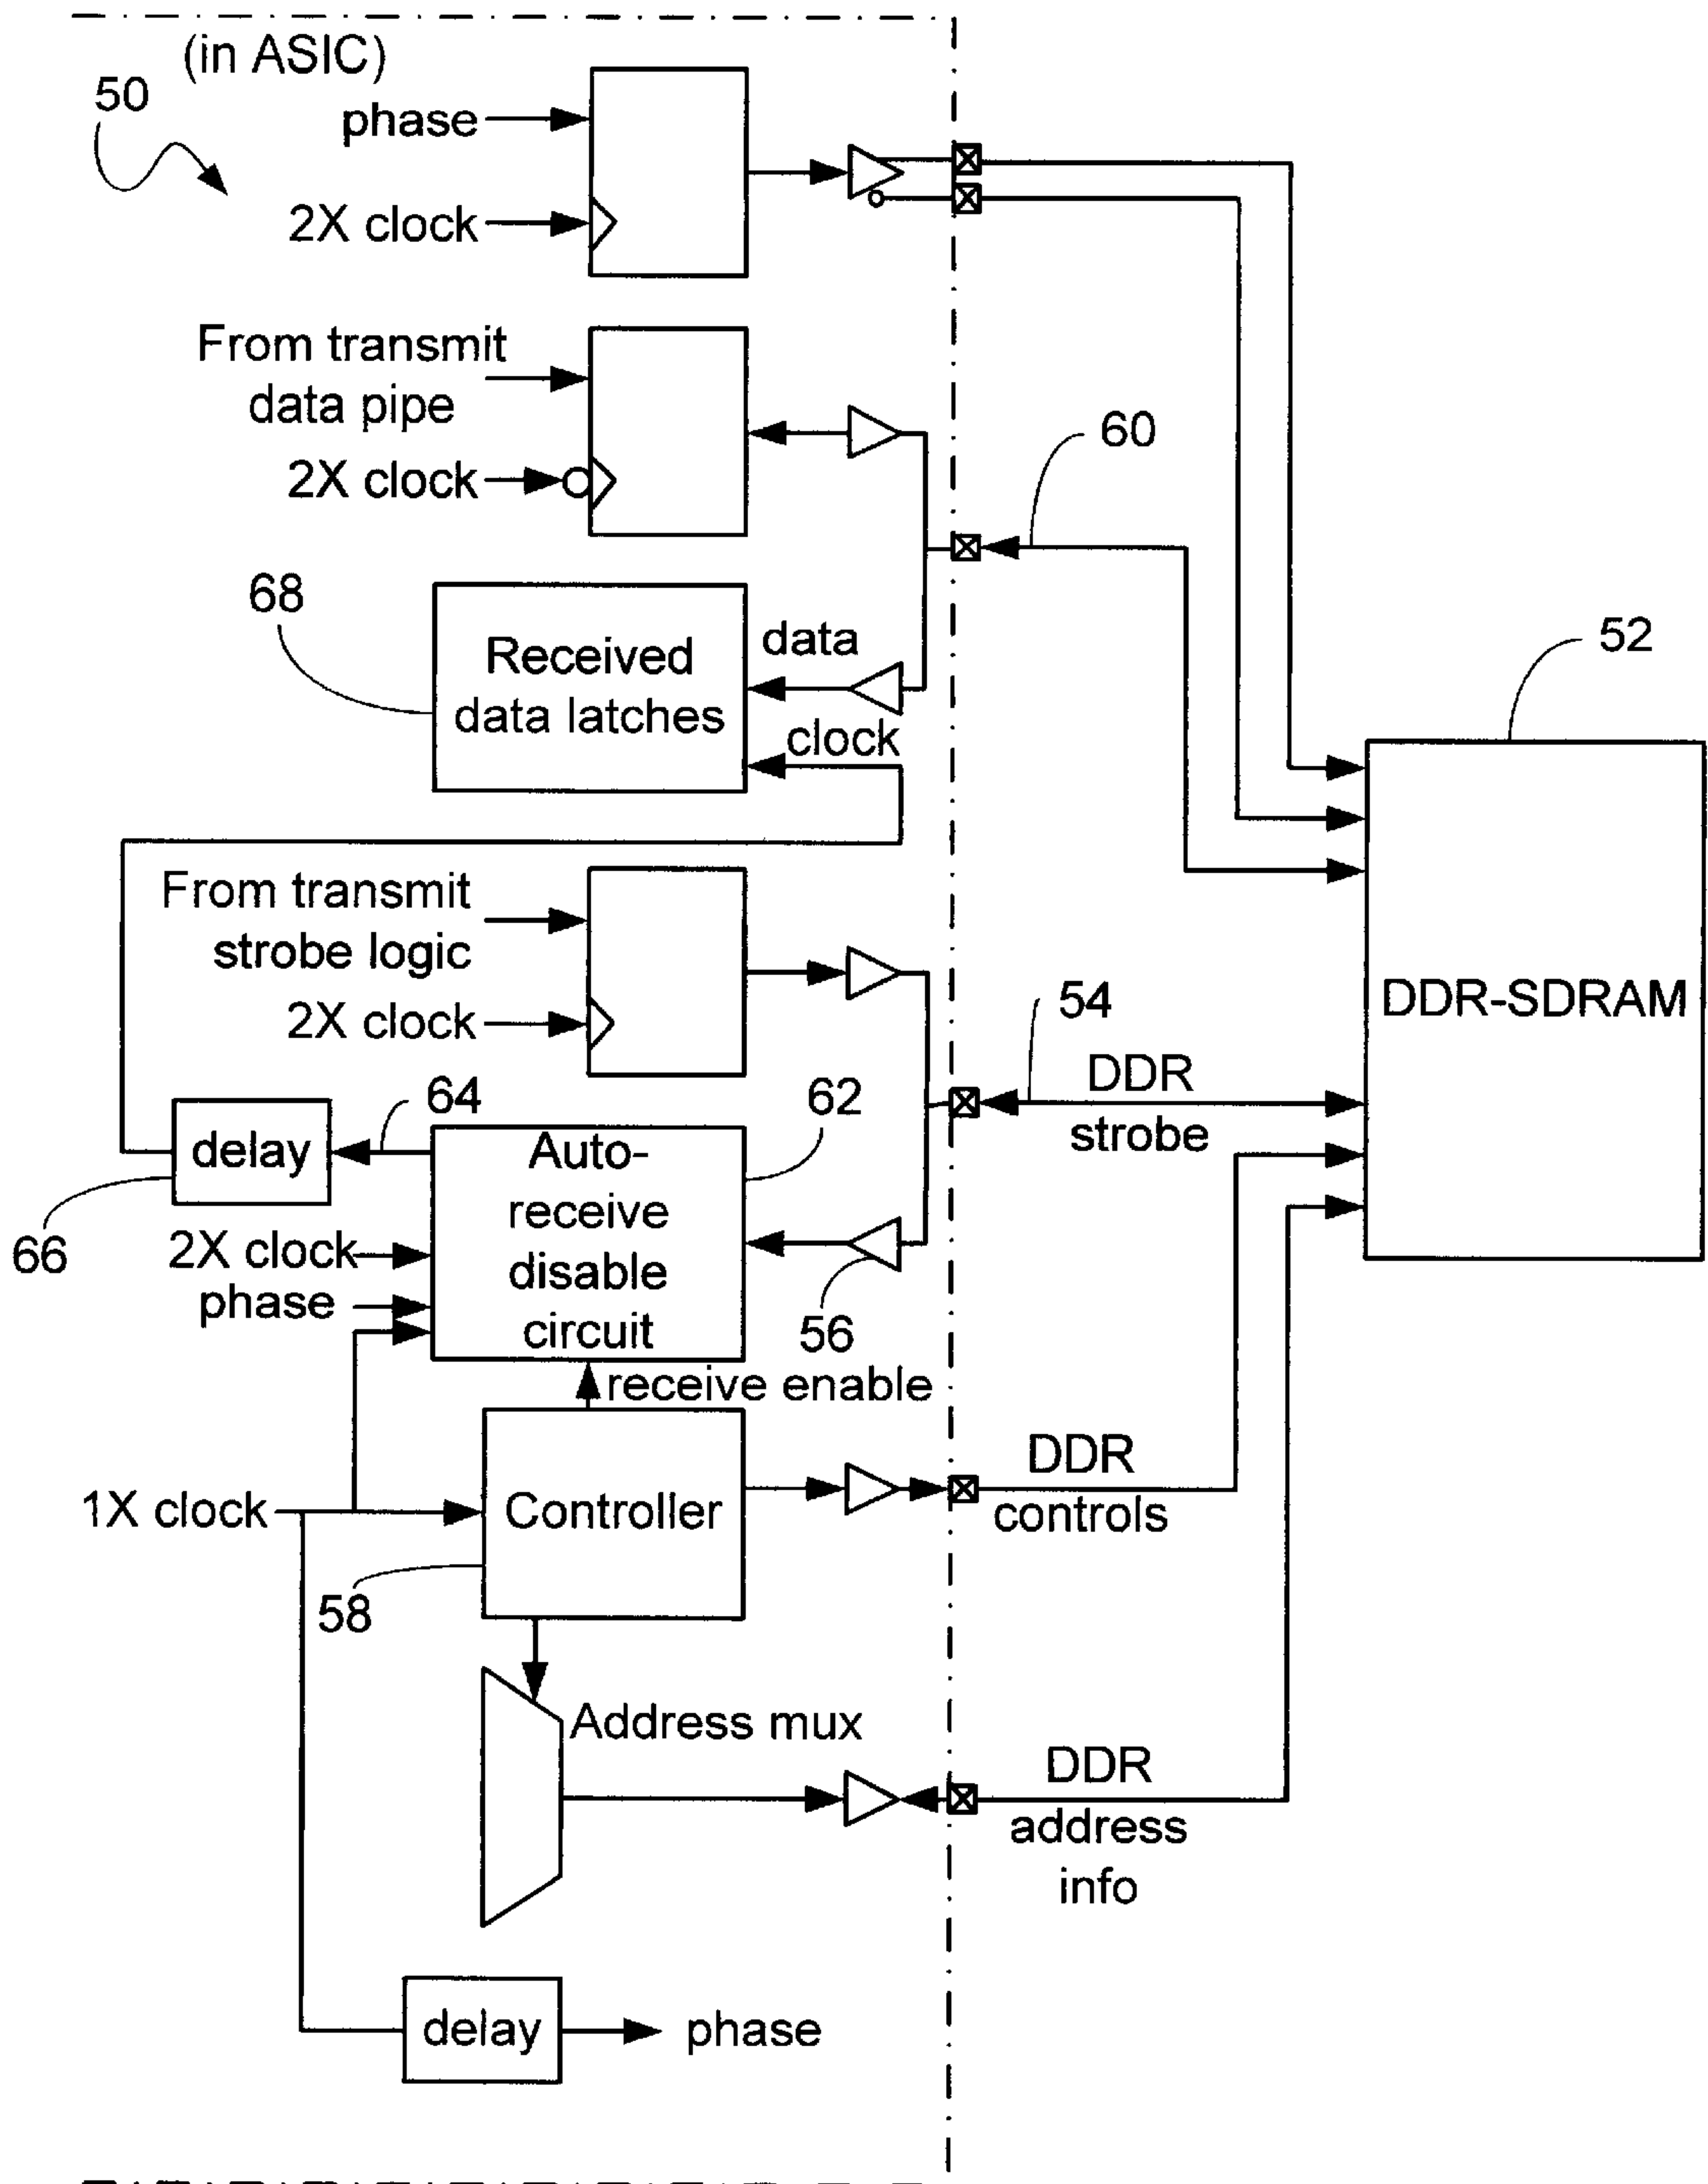 (in ASIC)
50
phase
2X clock
From transmit
data pipe
2X clock
60
68
Received
data latches
data
clock
52
DDR-SDRAM
From transmit
strobe logic
2X clock
54
DDR
strobe
64
62
delay
66
Auto-
receive
disable
circuit
2X clock
phase
56
receive enable
1X clock
Controller
58
DDR
controls
Address mux
DDR
address
info
delay
phase